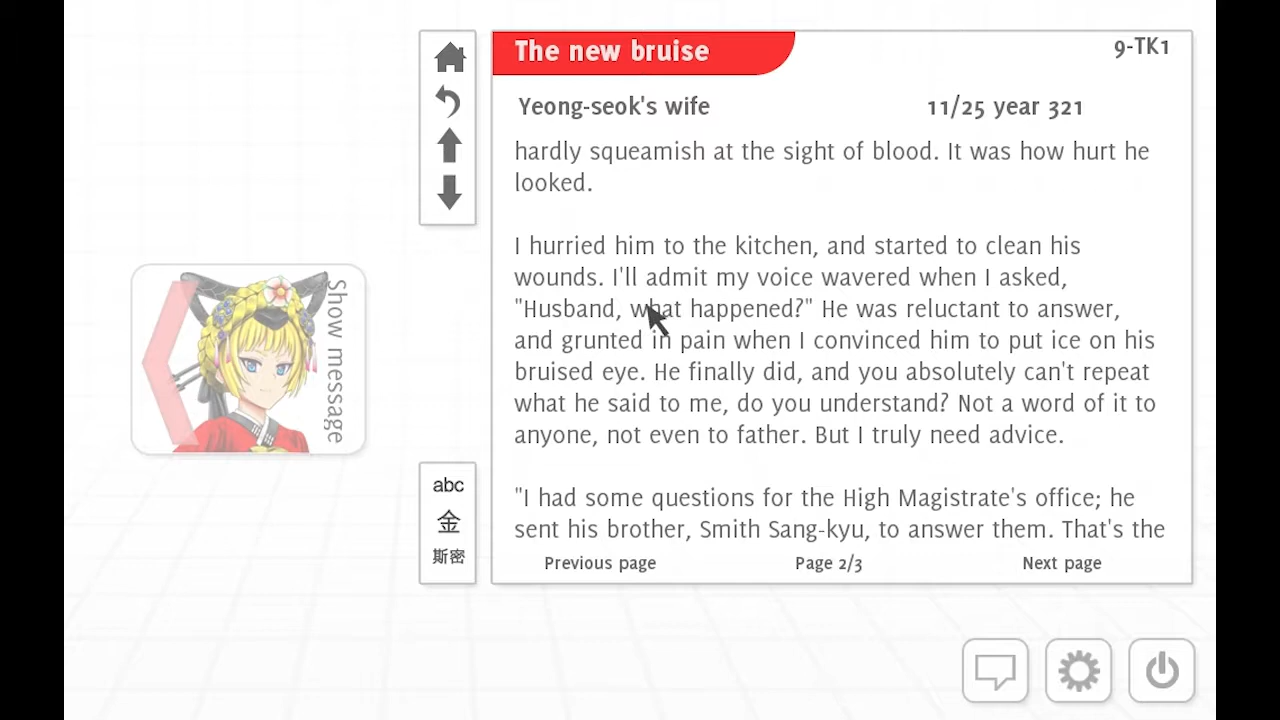 The new bruise
9-TK1
Yeong-seok's wife
11/25 year 321
hardly squeamish at the sight of blood. It was how hurt he
looked.
I hurried him to the kitchen, and started to clean his
wounds. I'll admit my voice wavered when I asked,
"Husband, what happened?" He was reluctant to answer,
and grunted in pain when I convinced him to put ice on his
bruised eye. He finally did, and you absolutely can't repeat
what he said to me, do you understand? Not a word of it to
anyone, not even to father. But I truly need advice.
"I had some questions for the High Magistrate's office; he
sent his brother, Smith Sang-kyu, to answer them. That's the
Previous page
Page 2/3
Next page
Show message
abc
金
斯密